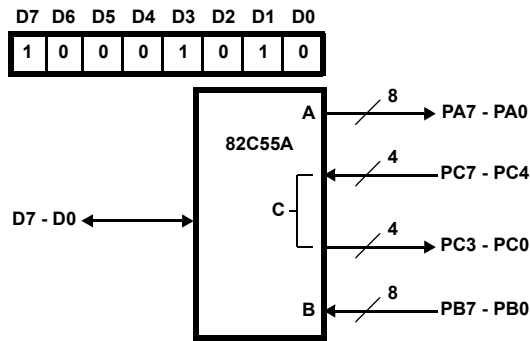 D7 D6 D5 D4 D3 D2 D1 D0
1 0 0 0 1 0 1 0
A
8
PA7 - PA0
82C55A
4
PC7 - PC4
C
D7 - D0
4
PC3 - PC0
B
8
PB7 - PB0